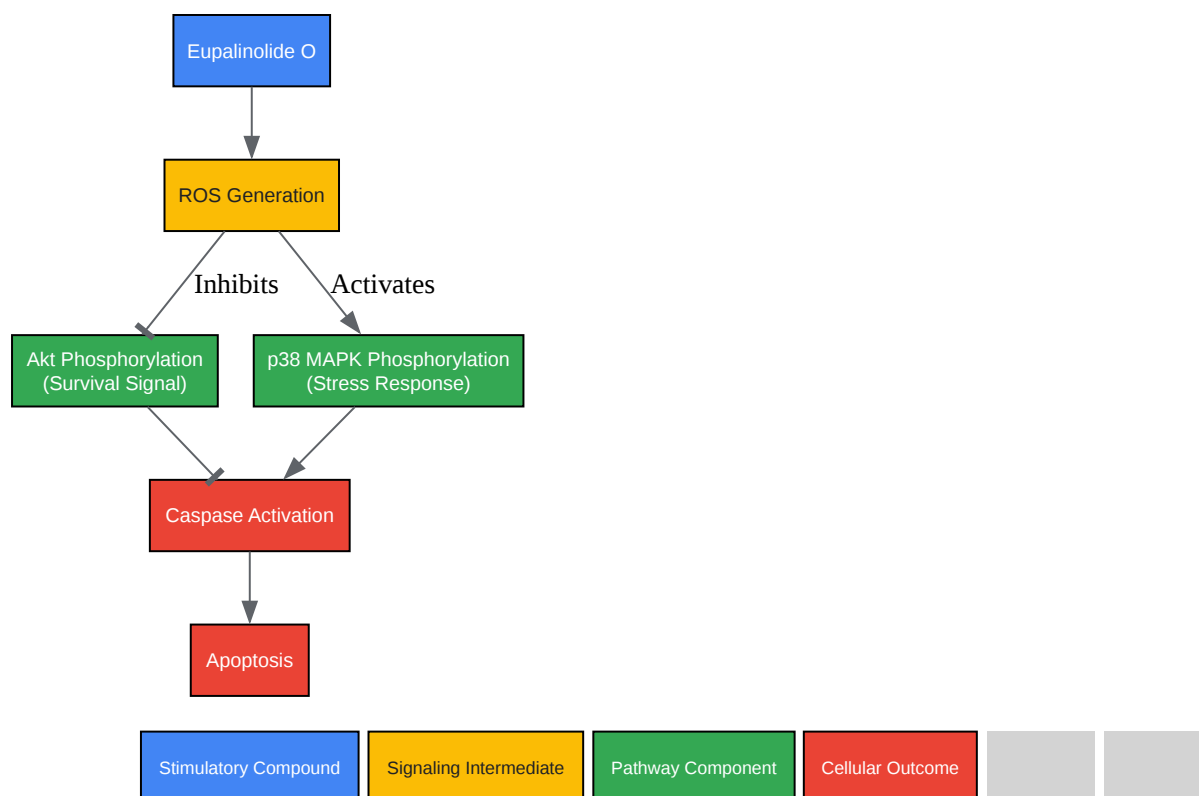 Eupalinolide O
ROS Generation
Inhibits
Activates
Akt Phosphorylation
(Survival Signal)
p38 MAPK Phosphorylation
(Stress Response)
Caspase Activation
Apoptosis
Stimulatory Compound
Signaling Intermediate
Pathway Component
Cellular Outcome